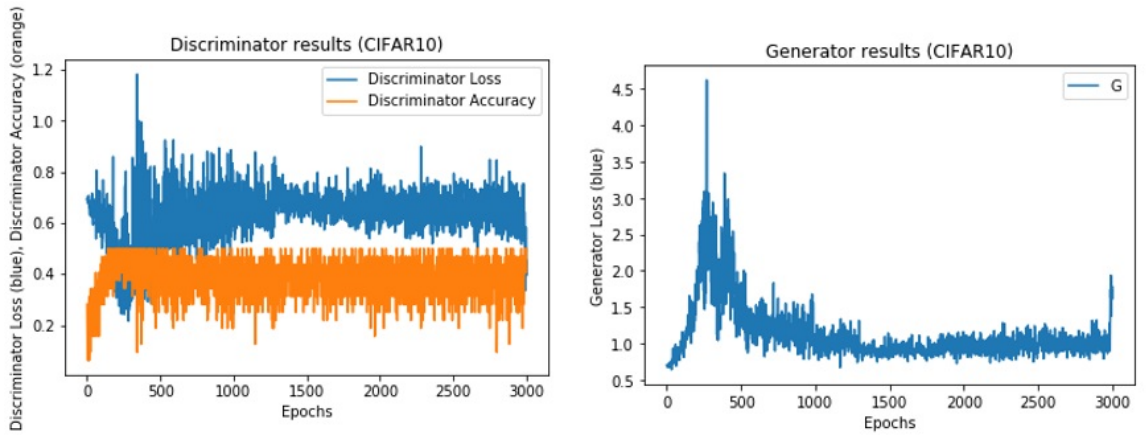 Discriminator results (CIFAR10)
Discriminator Loss (blue), Discriminator Accuracy (orange)
1.2
1.0
0.8
0.6
0.4
0.2
Discriminator Loss
Discriminator Accuracy
0 500 1000 1500 2000 2500 3000
Epochs
Generator results (CIFAR10)
Generator Loss (blue)
4.5
4.0
3.5
3.0
2.5
2.0
1.5
1.0
0.5
G
0 500 1000 1500 2000 2500 3000
Epochs